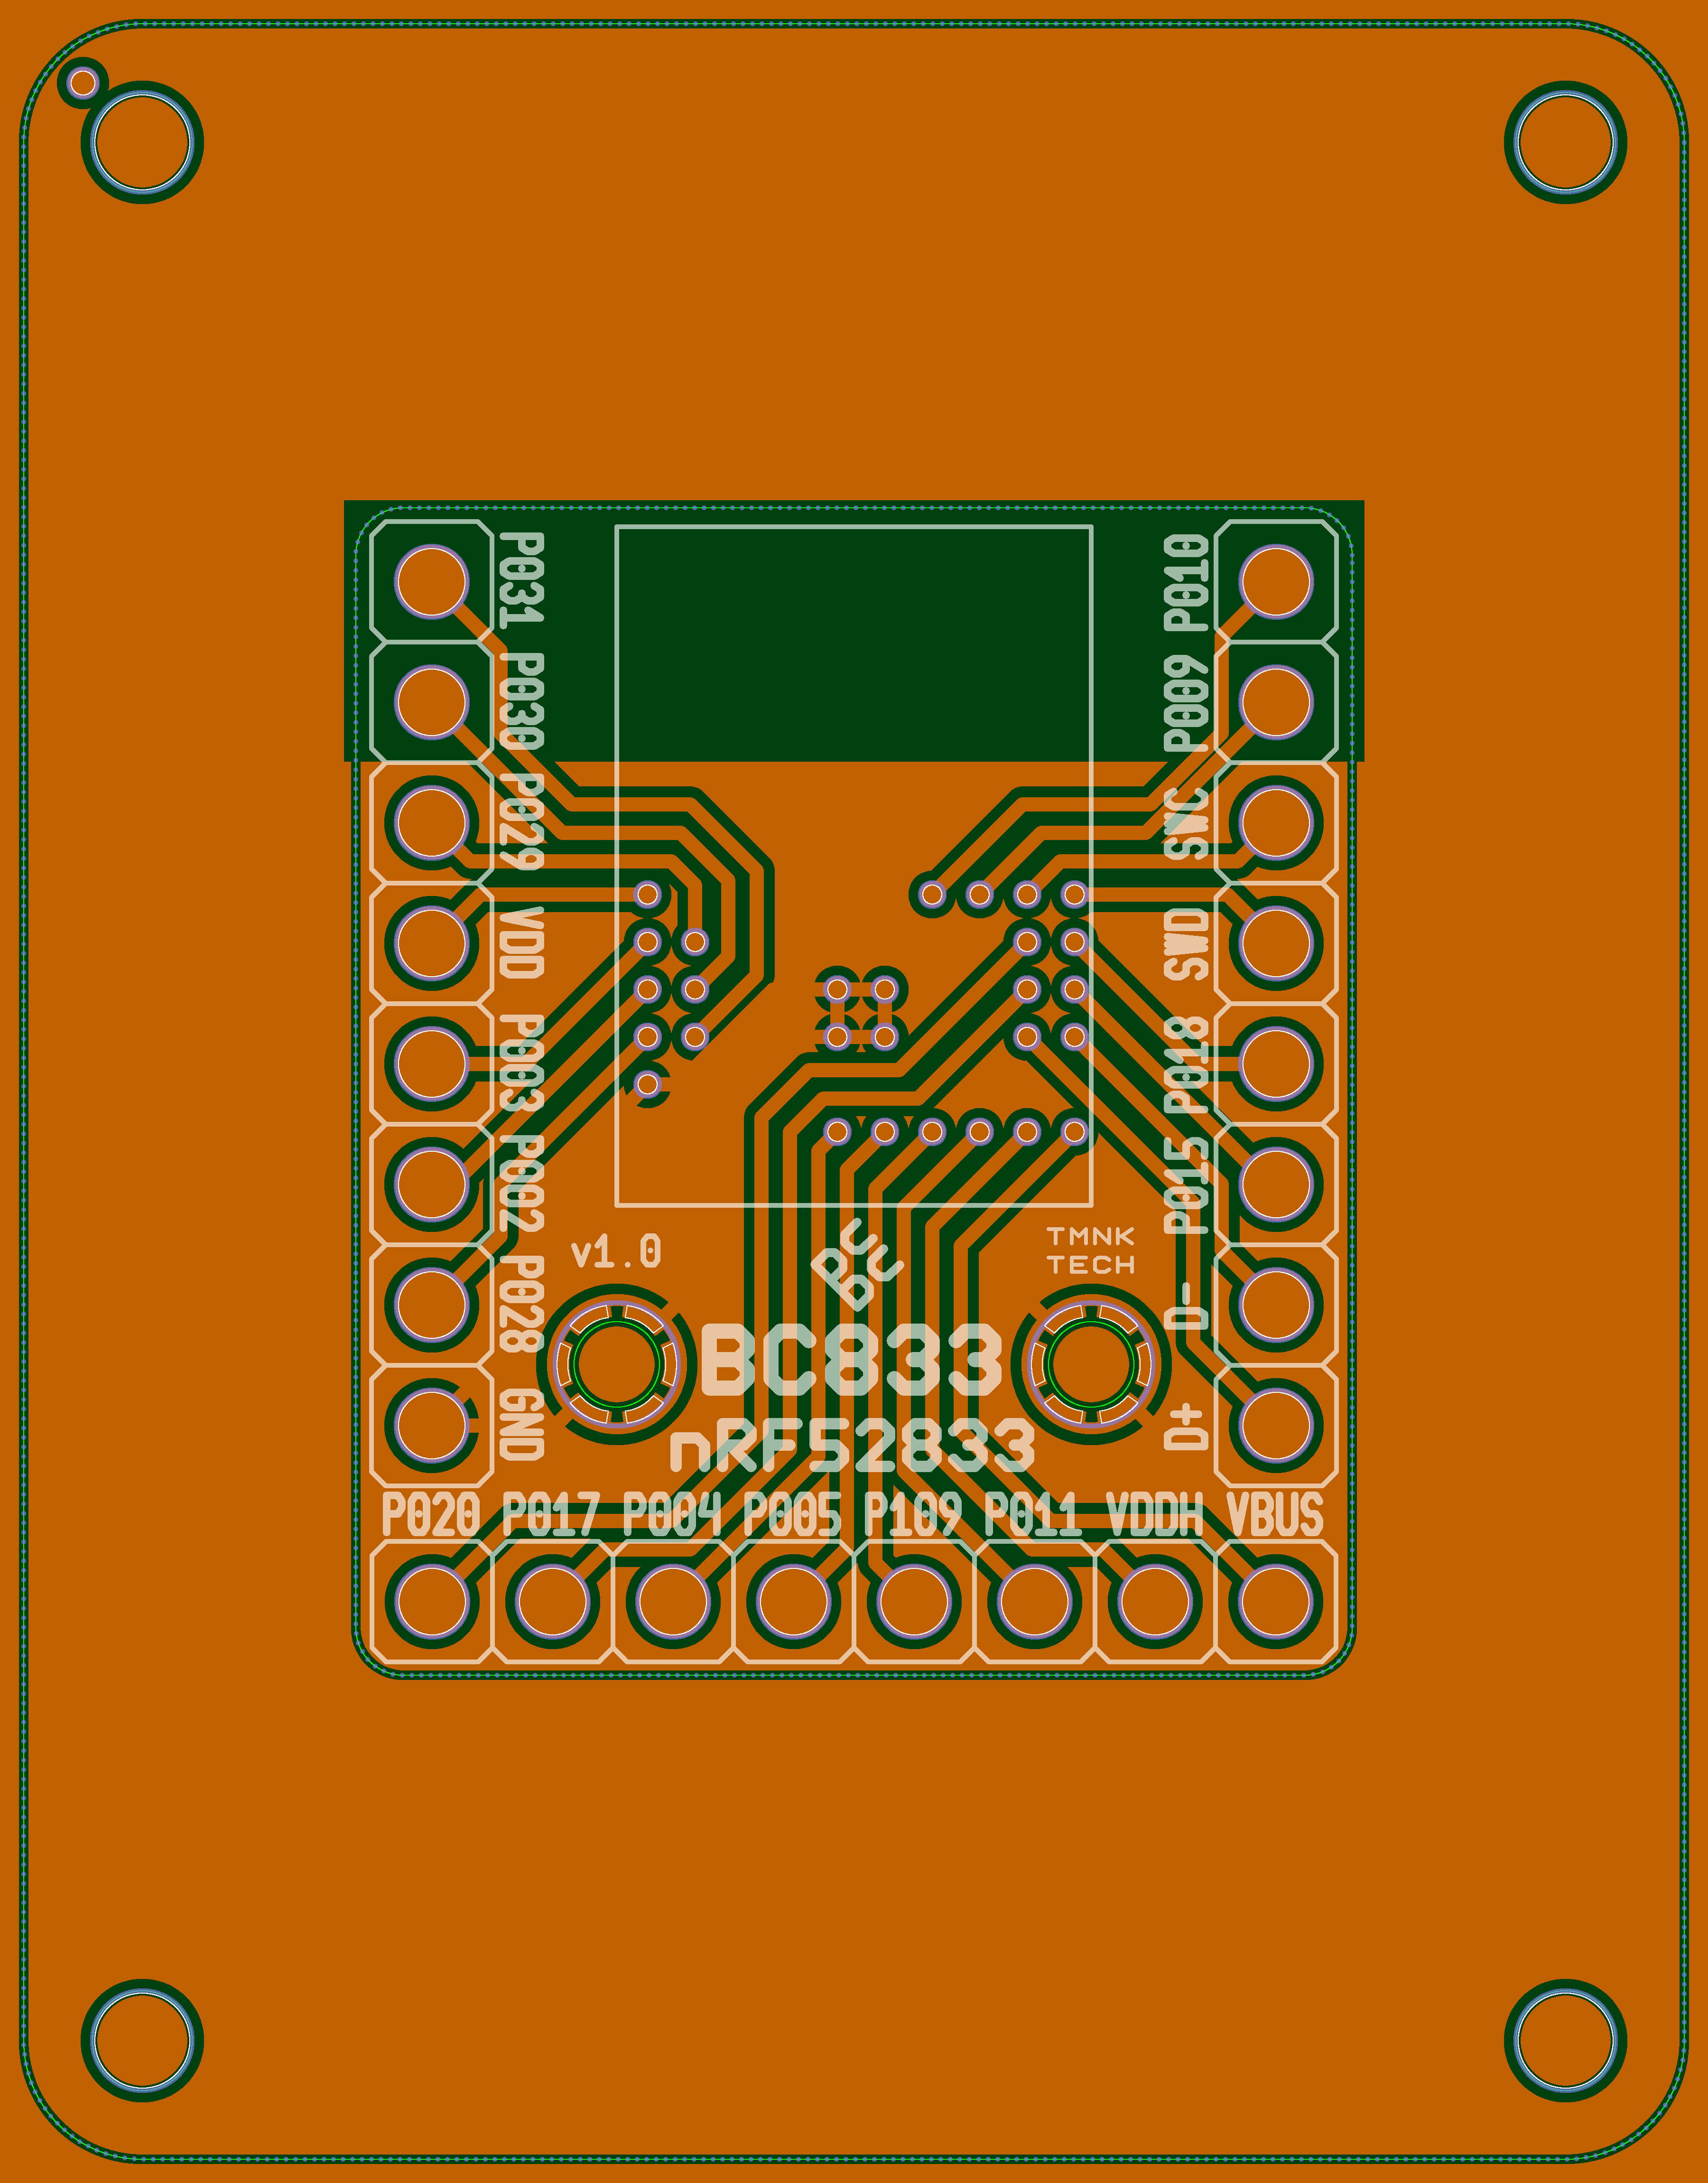 P031
P030
P029
VDD
P003
P002
P028
GND
P010
P009
SWC
SWD
P018
P015
D-
D+
v1.0
TMNK
TECH
BC833
nRF52833
P020 P017 P004 P005 P109 P011 VDDH VBUS